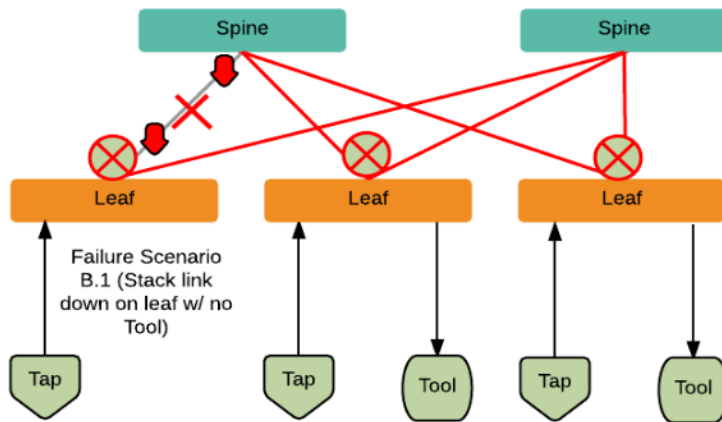 Spine
Spine
Leaf
Leaf
Leaf
Failure Scenario
B.1 (Stack link
down on leaf w/ no
Tool)
Tap
Tap
Tool
Tap
Tool